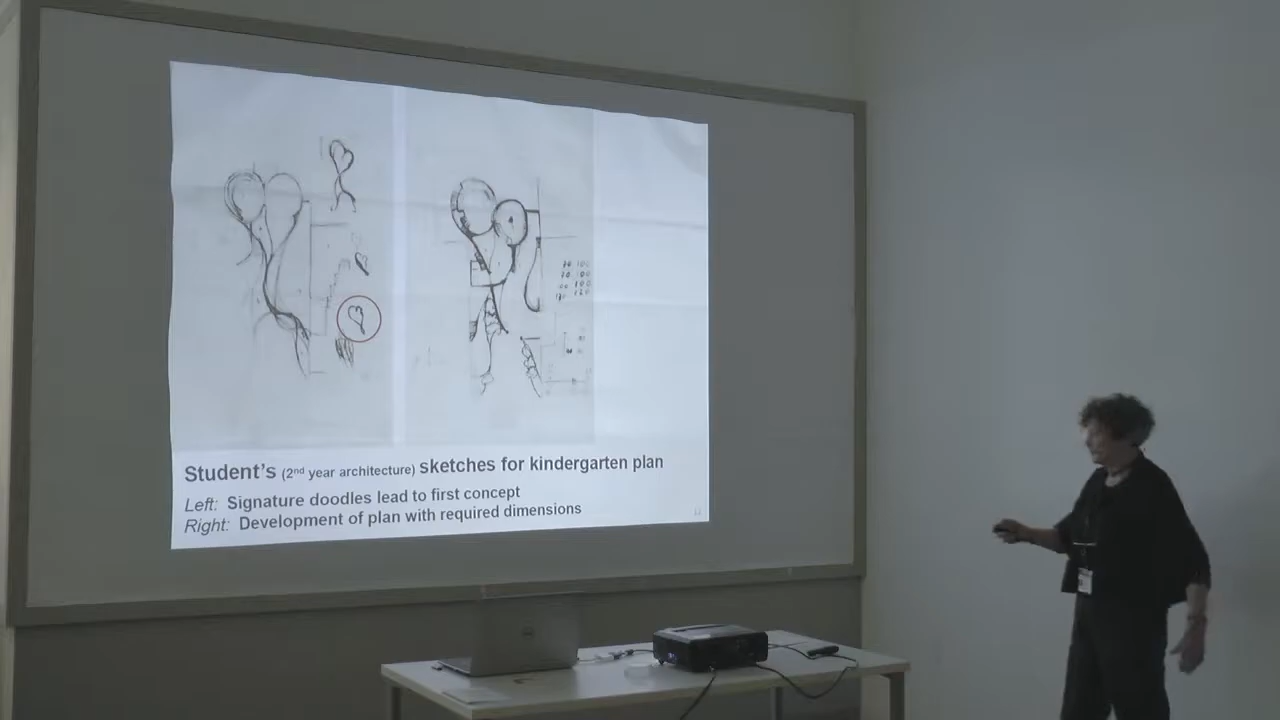 Student's (2nd year architecture) sketches for kindergarten plan
Left: Signature doodles lead to first concept
Right: Development of plan with required dimensions